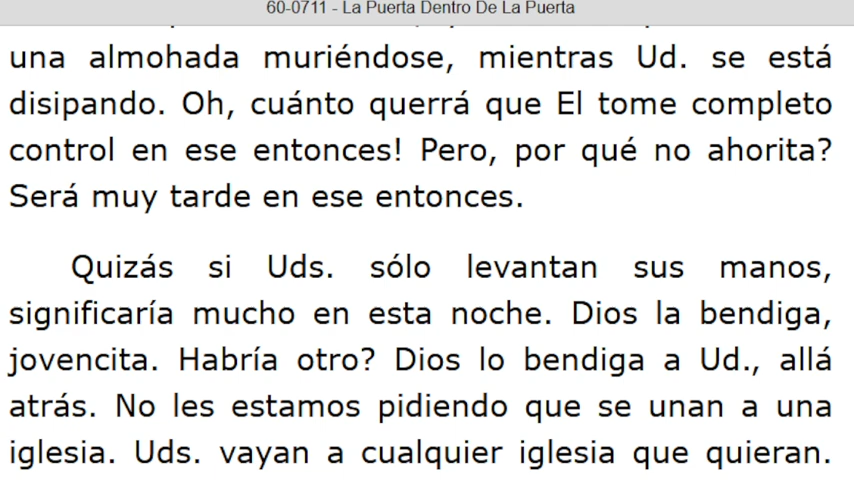 60-0711 - La Puerta Dentro De La Puerta
una almohada muriéndose, mientras Ud. se está
disipando. Oh, cuánto querrá que El tome completo
control en ese entonces! Pero, por qué no ahorita?
Será muy tarde en ese entonces.
Quizás si Uds. sólo levantan sus manos,
significaría mucho en esta noche. Dios la bendiga,
jovencita. Habría otro? Dios lo bendiga a Ud., allá
atrás. No les estamos pidiendo que se unan a una
iglesia. Uds. vayan a cualquier iglesia que quieran.